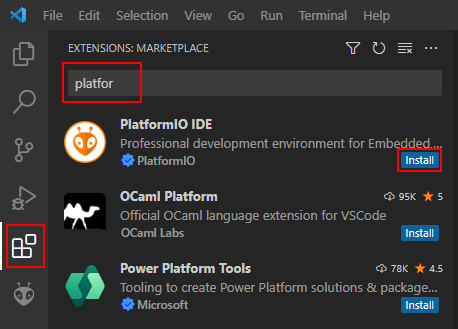 File Edit Selection View Go Run Terminal Help
EXTENSIONS: MARKETPLACE
platfor
PlatformIO IDE
Professional development environment for Embedded,...
PlatformIO Install
OCaml Platform 95K 5
Official OCaml language extension for VSCode
OCaml Labs Install
Power Platform Tools 78K 4.5
Tooling to create Power Platform solutions & package...
Microsoft Install